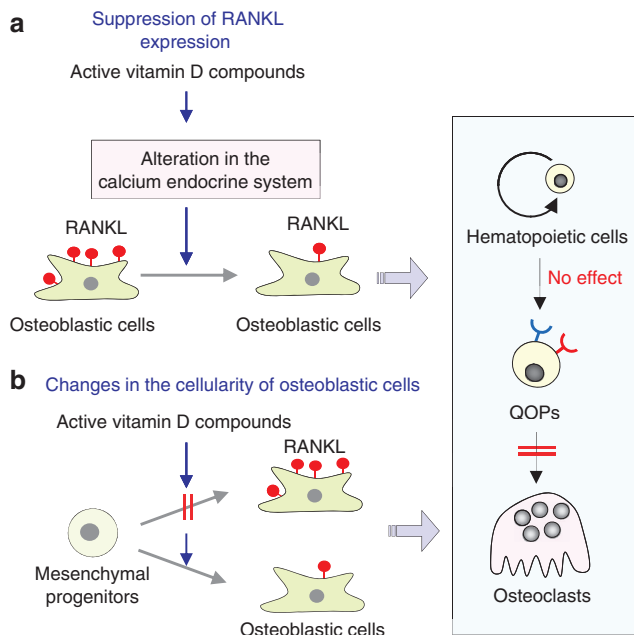 a
Suppression of RANKL
expression
Active vitamin D compounds
Alteration in the
calcium endocrine system
RANKL
RANKL
Osteoblastic cells
Osteoblastic cells
b
Changes in the cellularity of osteoblastic cells
Active vitamin D compounds
RANKL
Mesenchymal
progenitors
Osteoblastic cells
Hematopoietic cells
No effect
QOPs
Osteoclasts